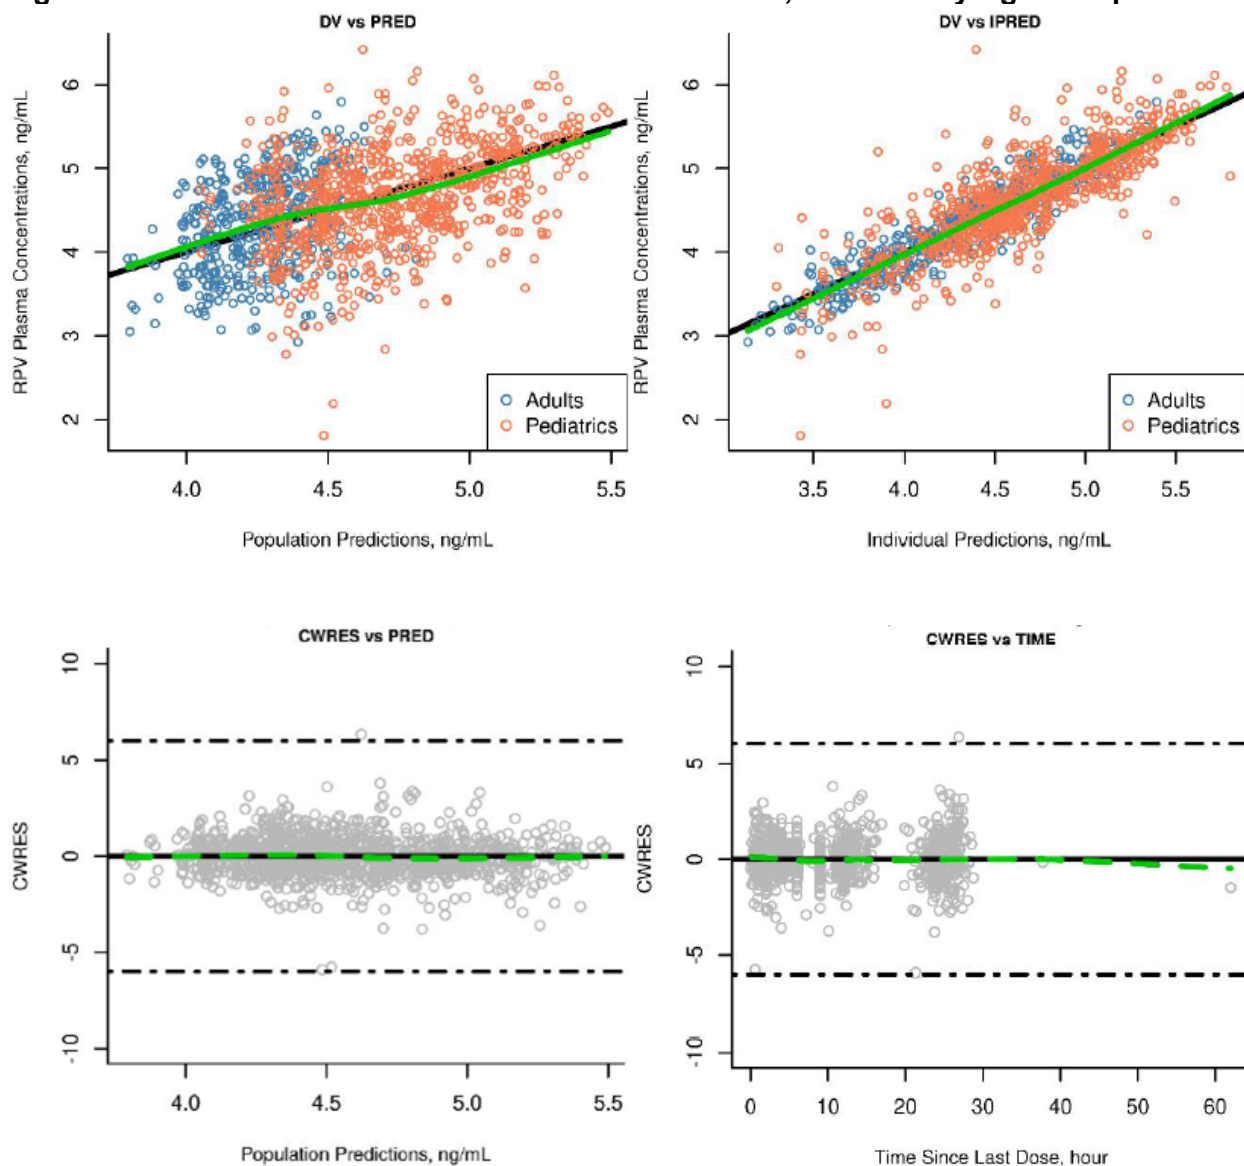 DV vs PRED
RPV Plasma Concentrations, ng/mL
6
5
4
3
2
Adults
Pediatrics
4.0 4.5 5.0 5.5
Population Predictions, ng/mL
DV vs IPRED
RPV Plasma Concentrations, ng/mL
6
5
4
3
2
Adults
Pediatrics
3.5 4.0 4.5 5.0 5.5
Individual Predictions, ng/mL
CWRES vs PRED
CWRES
10
5
0
-5
-10
4.0 4.5 5.0 5.5
Population Predictions, ng/mL
CWRES vs TIME
CWRES
10
5
0
-5
-10
0 10 20 30 40 50 60
Time Since Last Dose, hour